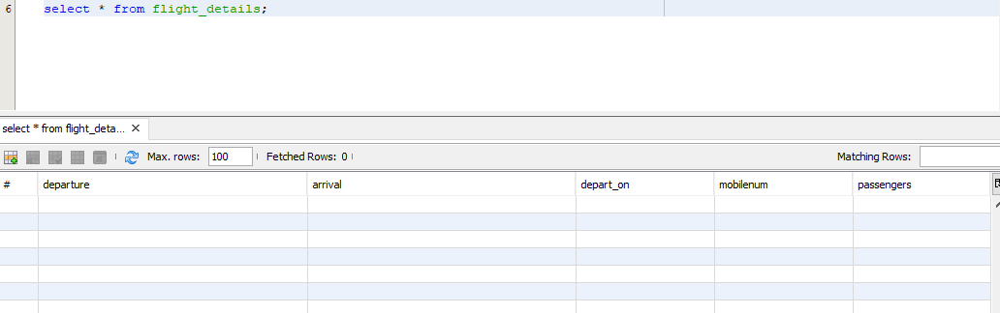 6 select * from flight_details;
select * from flight_deta...
Max. rows: 100 Fetched Rows: 0 Matching Rows:
# departure arrival depart_on mobilenum passengers